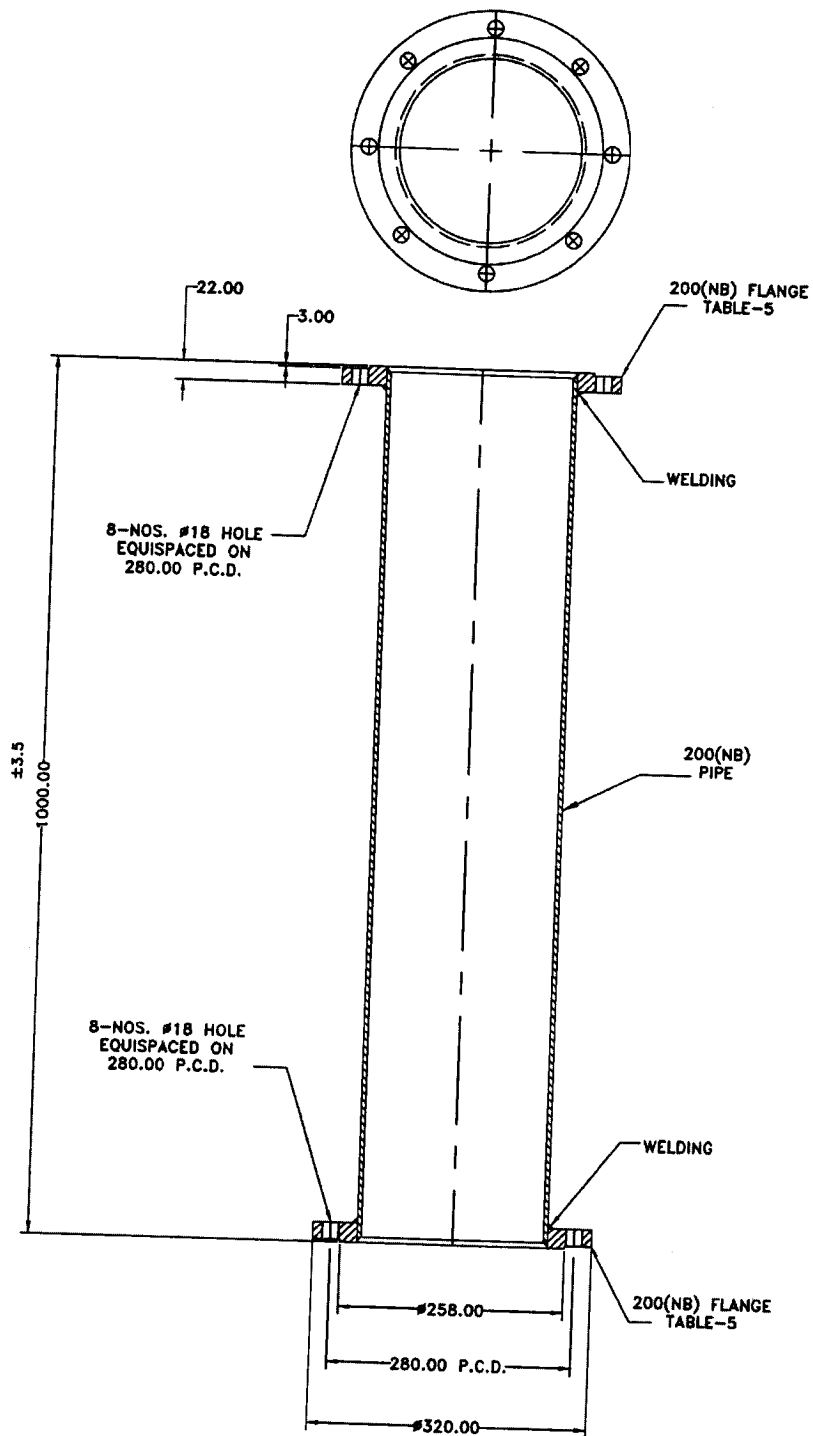 22.00
3.00
200(NB) FLANGE
TABLE-5
WELDING
8-NOS. ø18 HOLE
EQUISPACED ON
280.00 P.C.D.
±3.5
1000.00
200(NB)
PIPE
8-NOS. ø18 HOLE
EQUISPACED ON
280.00 P.C.D.
WELDING
200(NB) FLANGE
TABLE-5
ø258.00
280.00 P.C.D.
ø320.00